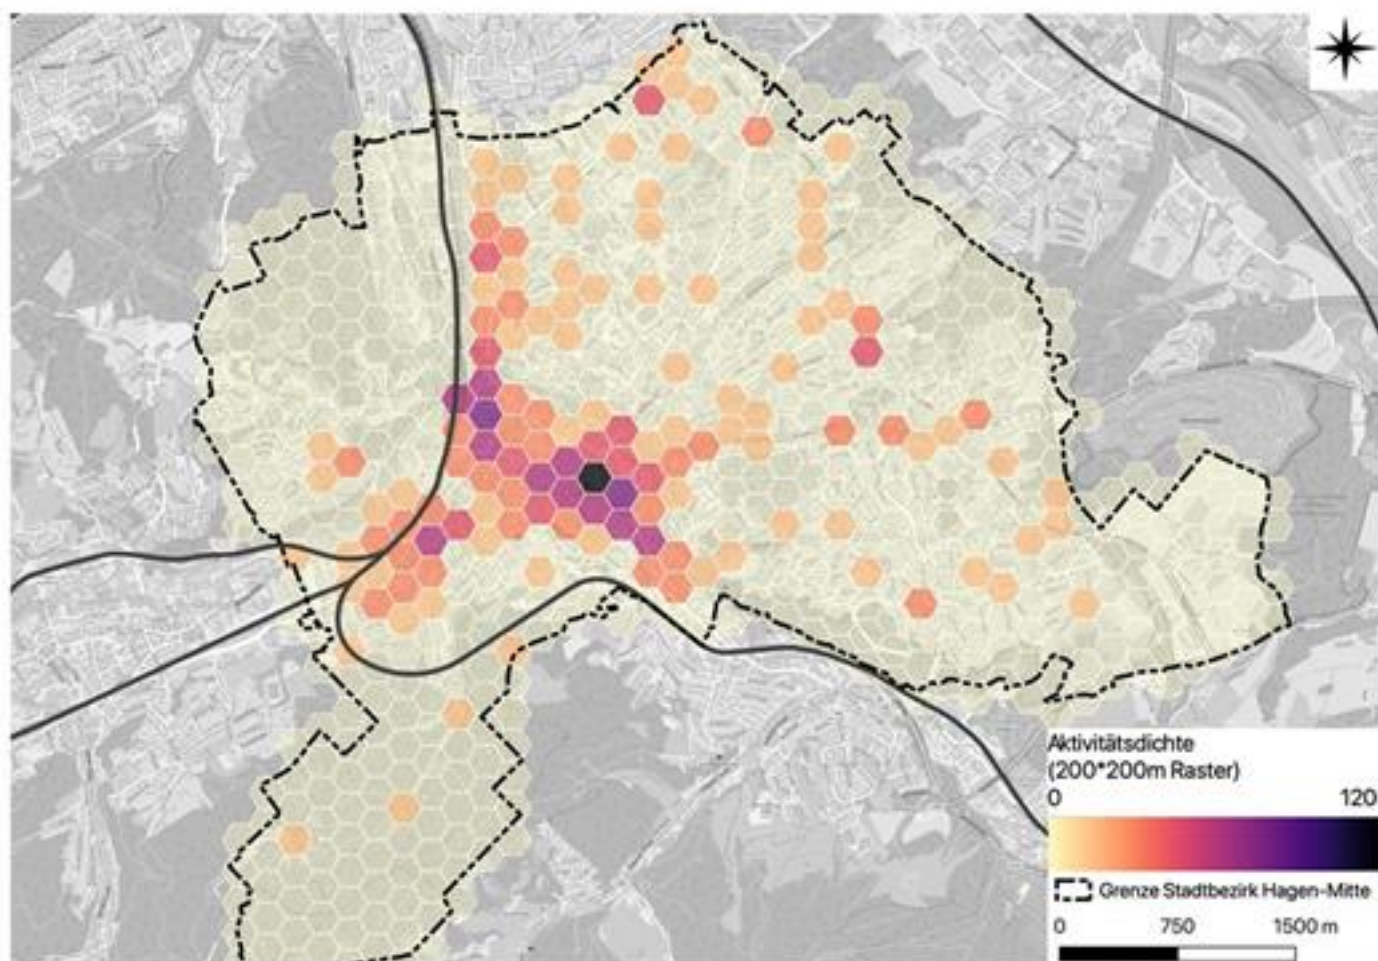 Aktivitätsdichte
(200*200m Raster)
0 120
Grenze Stadtbezirk Hagen-Mitte
0 750 1500 m